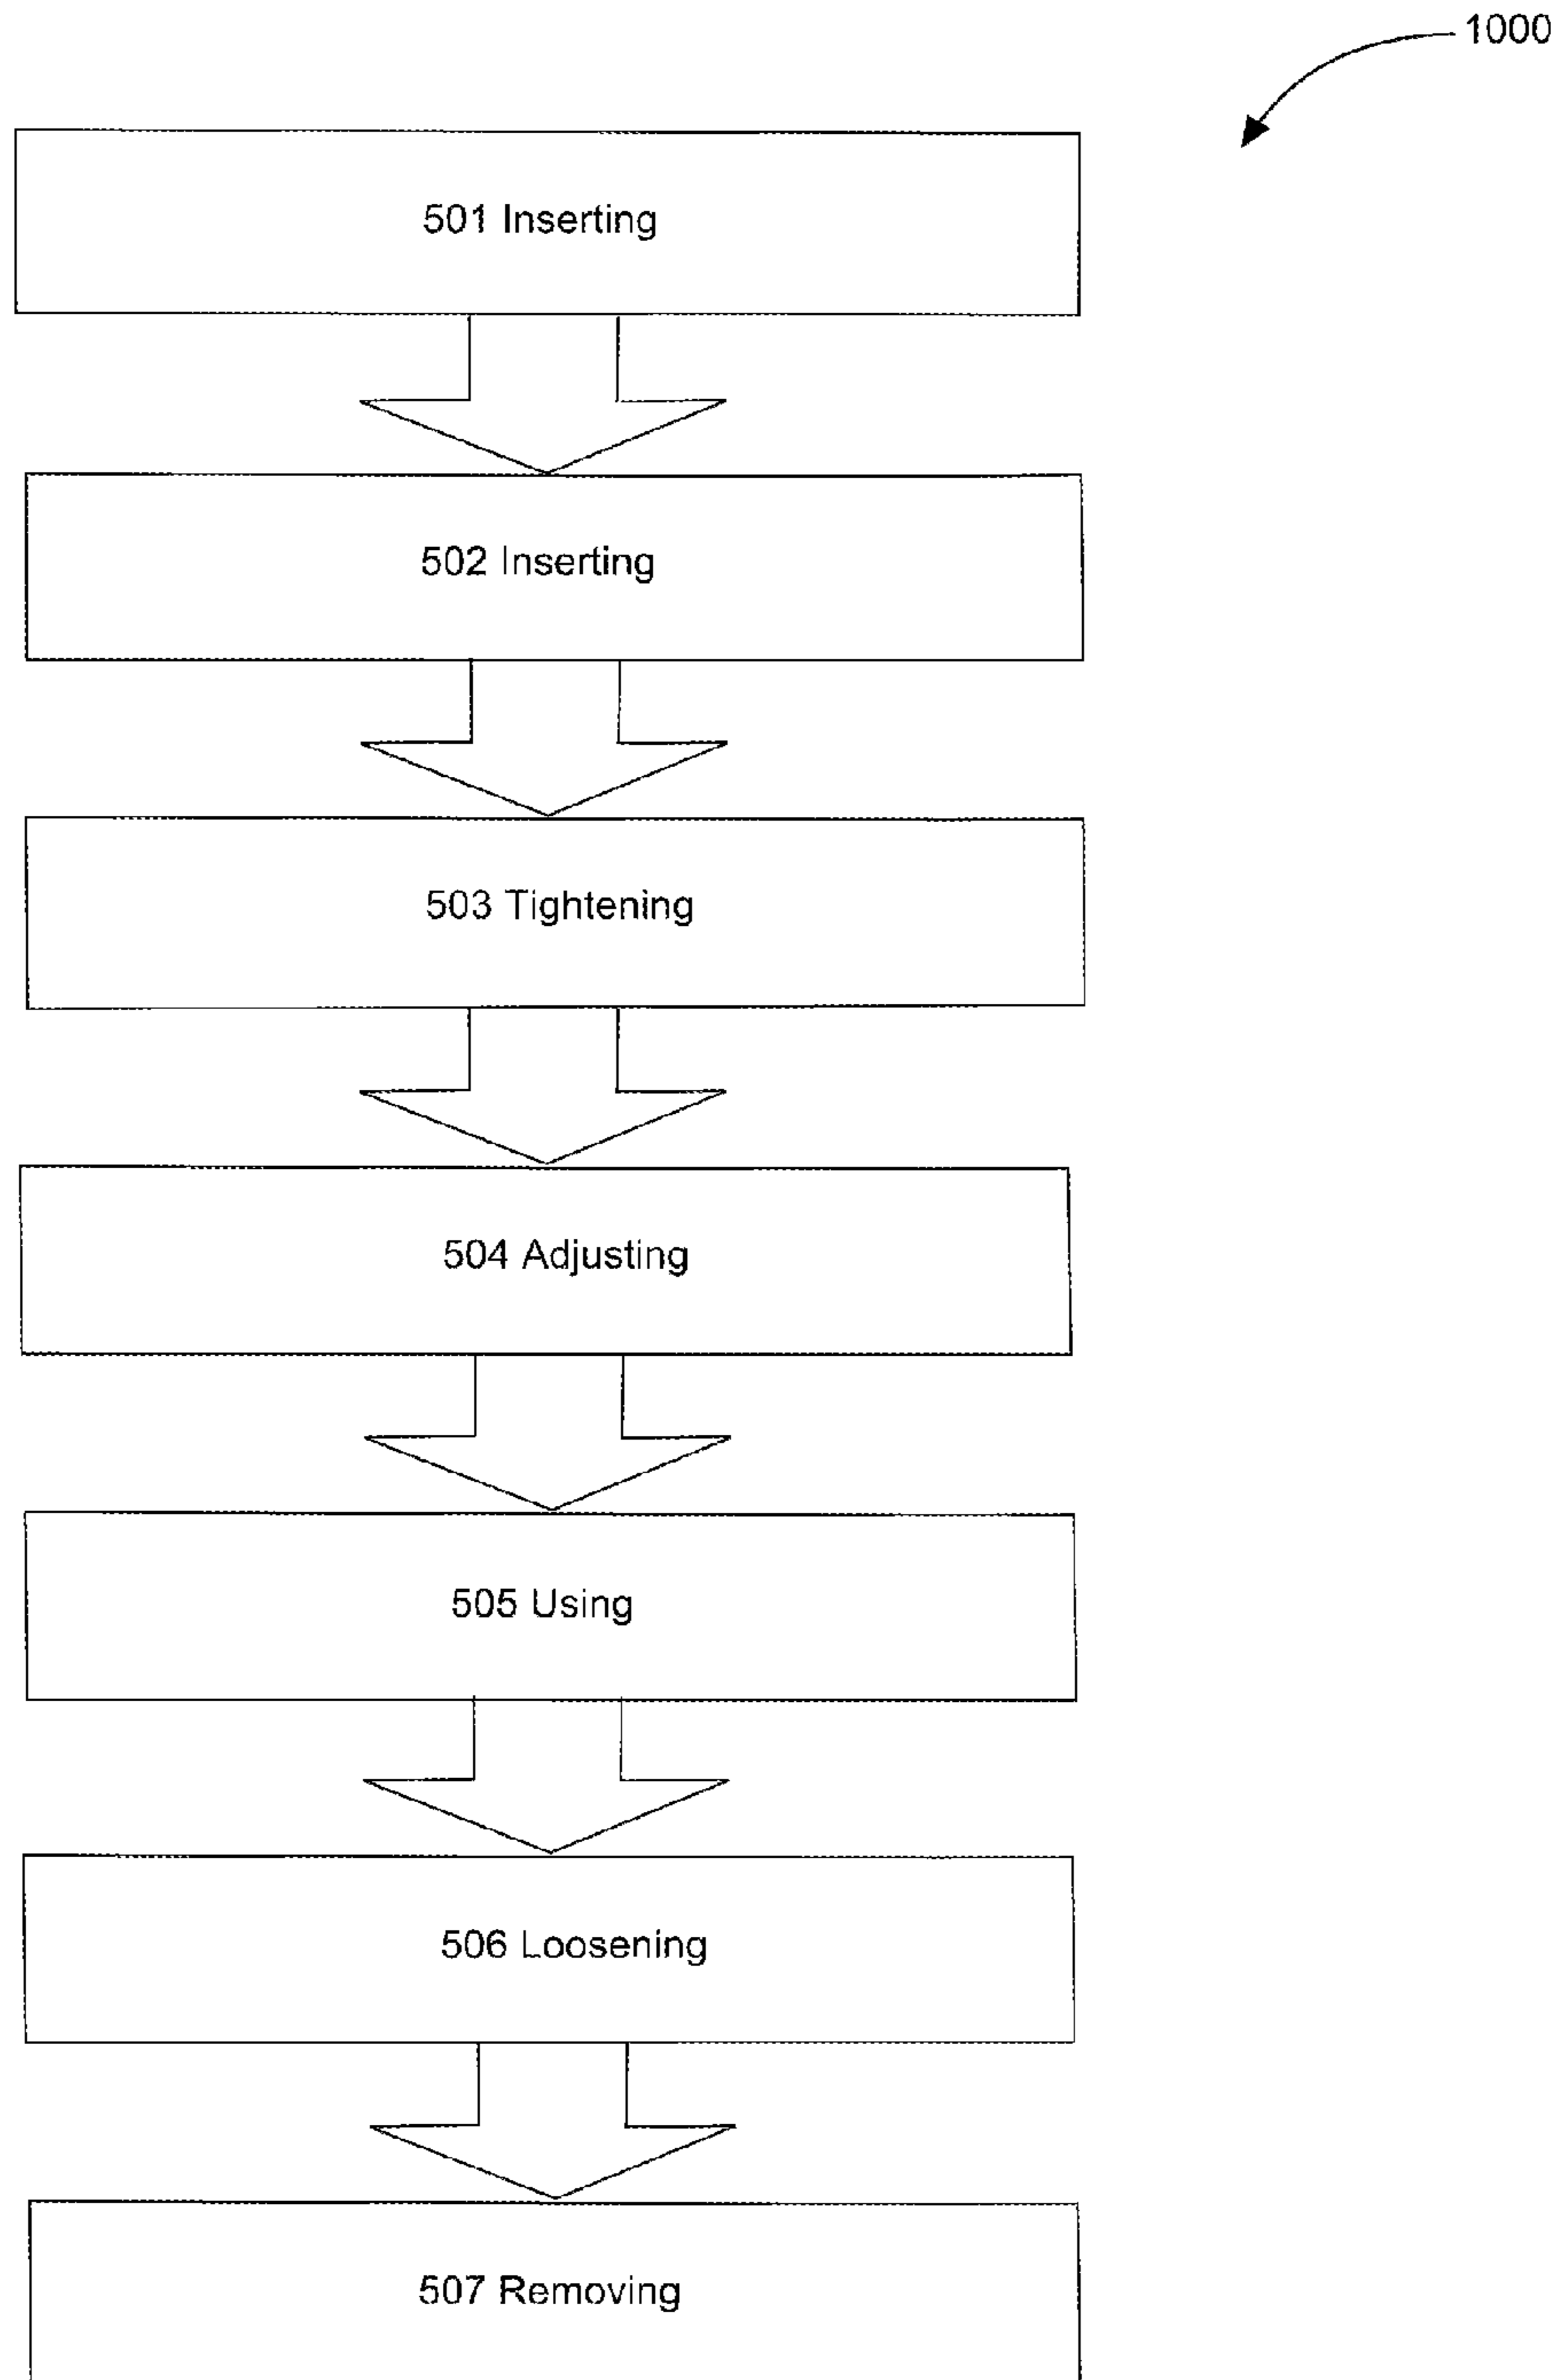 1000
501 Inserting
502 Inserting
503 Tightening
504 Adjusting
505 Using
506 Loosening
507 Removing